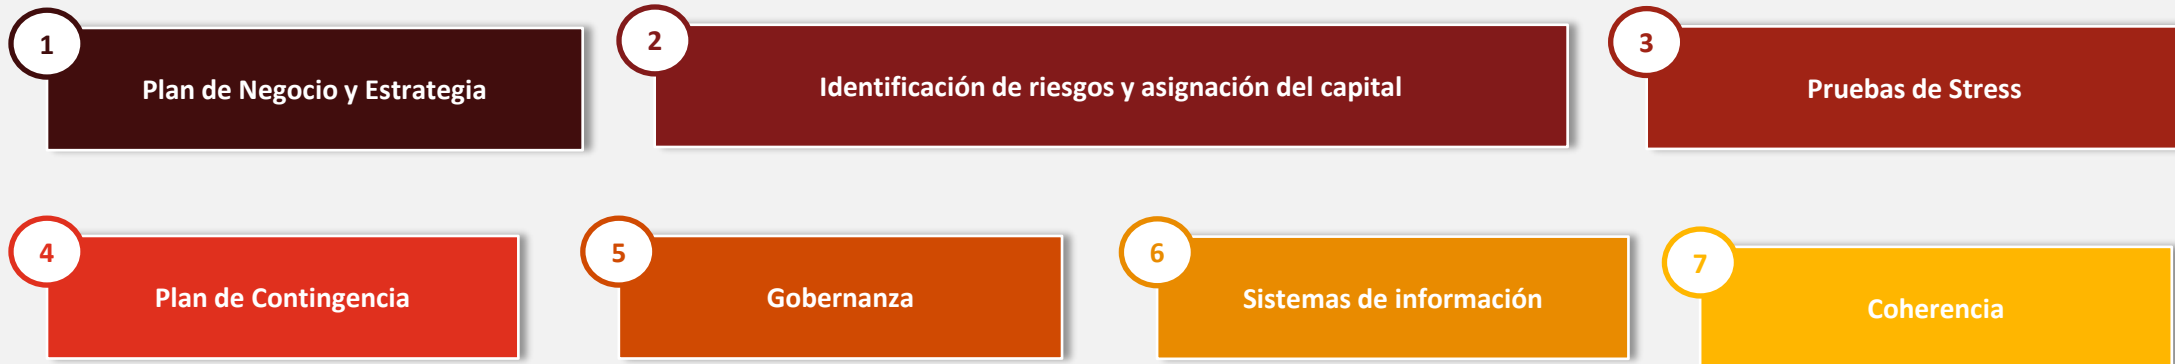 1
Plan de Negocio y Estrategia
2
Identificación de riesgos y asignación del capital
3
Pruebas de Stress
4
Plan de Contingencia
5
Gobernanza
6
Sistemas de información
7
Coherencia